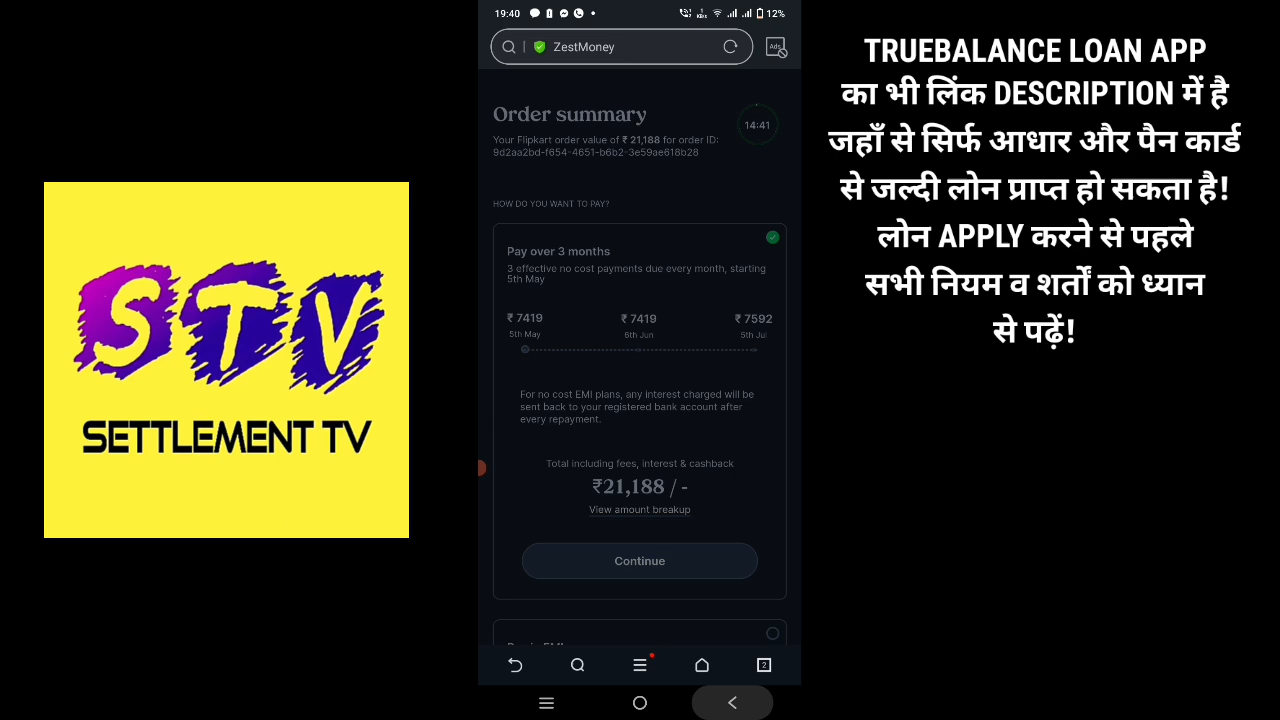 STV
SETTLEMENT TV
19:40
12%
ZestMoney
Ads
Order summary
14:41
Your Flipkart order value of ₹ 21,188 for order ID:
9d2aa2bd-f654-4651-b6b2-3e59ae618b28
HOW DO YOU WANT TO PAY?
Pay over 3 months
3 effective no cost payments due every month, starting
5th May
₹ 7419 ₹ 7419 ₹ 7592
5th May 6th Jun 5th Jul
For no cost EMI plans, any interest charged will be
sent back to your registered bank account after
every repayment.
Total including fees, interest & cashback
₹21,188 / -
View amount breakup
Continue
2
TRUEBALANCE LOAN APP
का भी लिंक DESCRIPTION में है
जहाँ से सिर्फ आधार और पैन कार्ड
से जल्दी लोन प्राप्त हो सकता है!
लोन APPLY करने से पहले
सभी नियम व शर्तों को ध्यान
से पढ़ें!